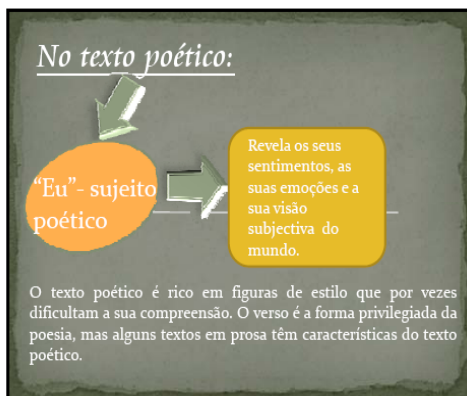 No texto poético:
"Eu"- sujeito
poético
Revela os seus
sentimentos, as
suas emoções e a
sua visão
subjectiva do
mundo.
O texto poético é rico em figuras de estilo que por vezes
dificultam a sua compreensão. O verso é a forma privilegiada da
poesia, mas alguns textos em prosa têm características do texto
poético.